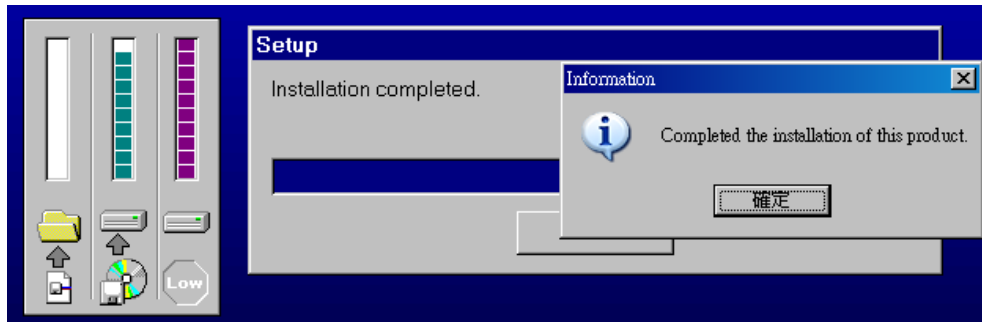 Setup
Installation completed.
Information
Completed the installation of this product.
確定
Low